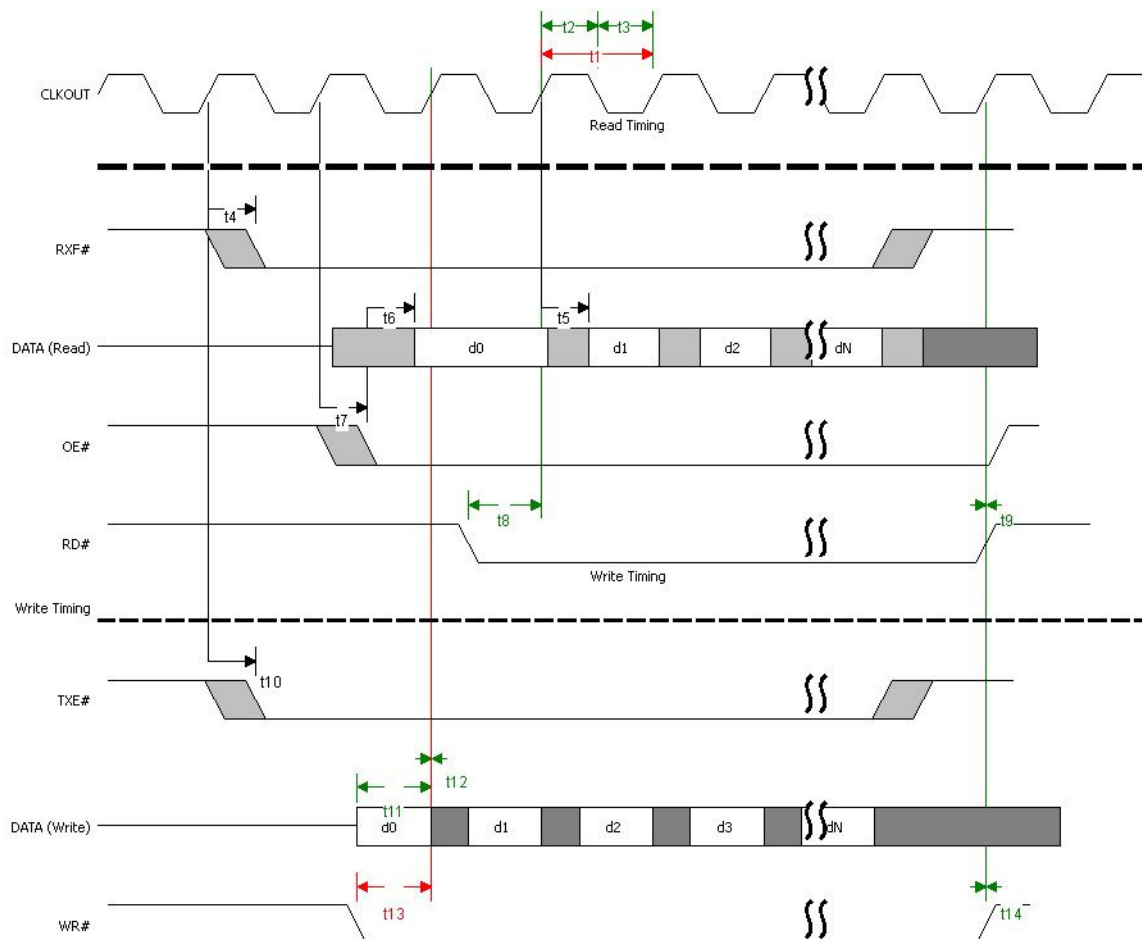 t2 t3
t1
CLKOUT
Read Timing
t4
RXF#
t6 t5
DATA (Read) d0 d1 d2 dN
t7
OE#
t8 t9
RD#
Write Timing
Write Timing
t10
TXE#
t12
t11
DATA (Write) d0 d1 d2 d3 dN
t13 t14
WR#